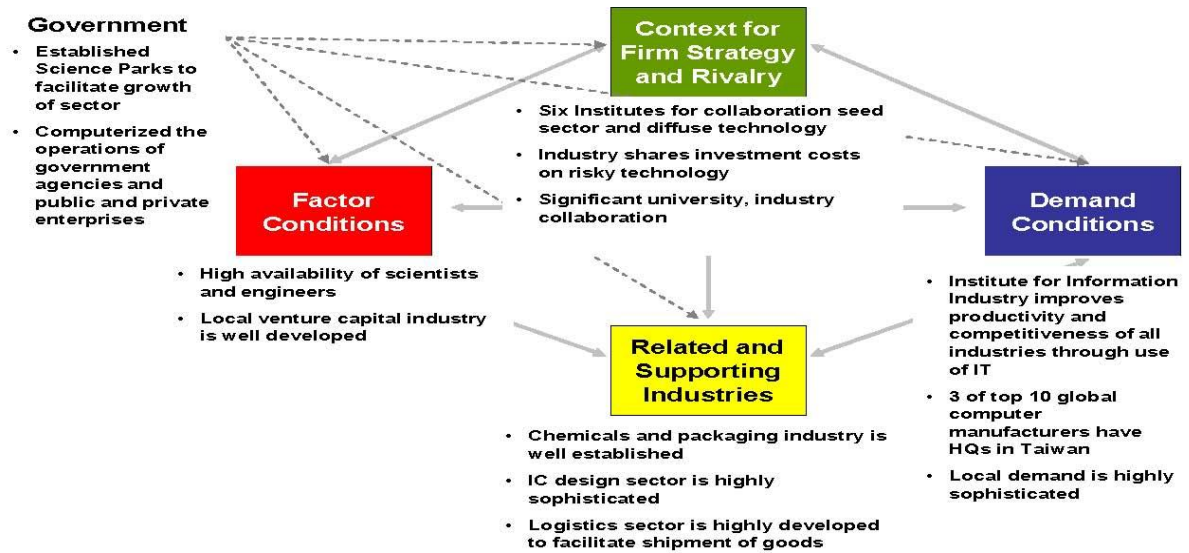 Government
• Established
Science Parks to
facilitate growth
of sector
• Computerized the
operations of
government
agencies and
public and private
enterprises
Context for
Firm Strategy
and Rivalry
• Six Institutes for collaboration seed
sector and diffuse technology
• Industry shares investment costs
on risky technology
• Significant university, industry
collaboration
Factor
Conditions
• High availability of scientists
and engineers
• Local venture capital industry
is well developed
Demand
Conditions
• Institute for Information
Industry improves
productivity and
competitiveness of all
industries through use
of IT
• 3 of top 10 global
computer
manufacturers have
HQs in Taiwan
• Local demand is highly
sophisticated
Related and
Supporting
Industries
• Chemicals and packaging industry is
well established
• IC design sector is highly
sophisticated
• Logistics sector is highly developed
to facilitate shipment of goods